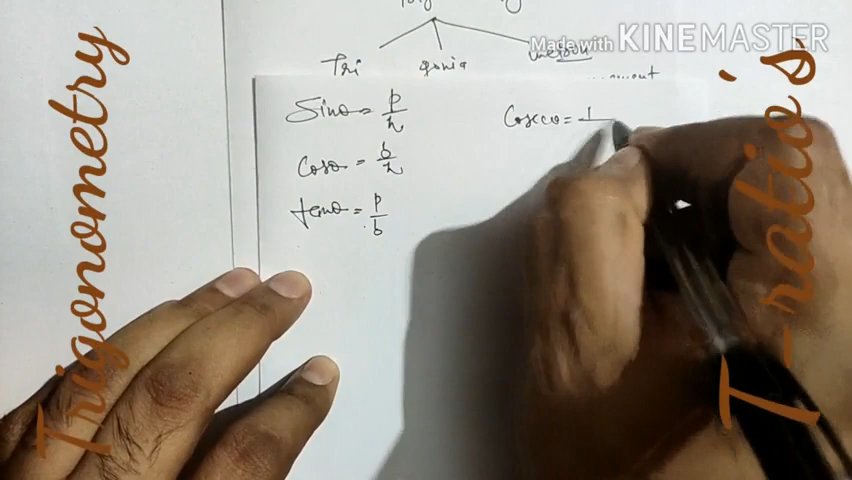 Made with KINEMASTER
Tri gonia
Sinθ = p/h
Cosecθ = 1
Cosθ = b/h
tanθ = p/b
Trigonometry
T-ratio's